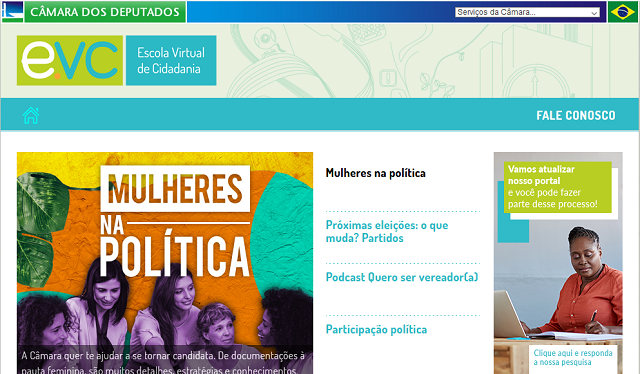 CÂMARA DOS DEPUTADOS
Serviços da Câmara...
e.vc
Escola Virtual
de Cidadania
FALE CONOSCO
MULHERES
NA
POLÍTICA
A Câmara quer te ajudar a se tornar candidata. De documentações à
pauta feminina, são muitos detalhes, estratégias e conhecimentos
Mulheres na política
Próximas eleições: o que
muda? Partidos
Podcast Quero ser vereador(a)
Participação política
Vamos atualizar
nosso portal
e você pode fazer
parte desse processo!
Clique aqui e responda
a nossa pesquisa